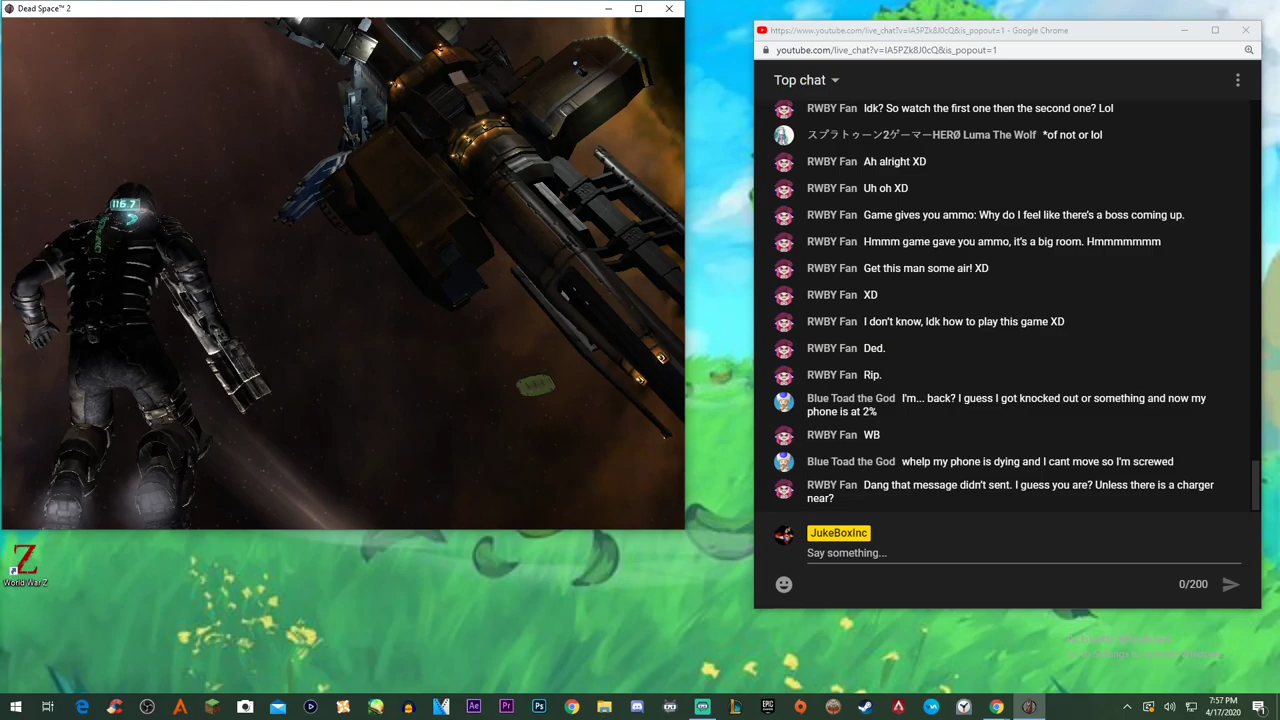 Dead Space™ 2
116.7
World War Z
https://www.youtube.com/live_chat?v=IA5PZk8J0cQ&is_popout=1 - Google Chrome
youtube.com/live_chat?v=IA5PZk8J0cQ&is_popout=1
Top chat
RWBY Fan Idk? So watch the first one then the second one? Lol
スプラトゥーン2ゲーマーHERØ Luma The Wolf *of not or lol
RWBY Fan Ah alright XD
RWBY Fan Uh oh XD
RWBY Fan Game gives you ammo: Why do I feel like there's a boss coming up.
RWBY Fan Hmmm game gave you ammo, it's a big room. Hmmmmmmm
RWBY Fan Get this man some air! XD
RWBY Fan XD
RWBY Fan I don't know, Idk how to play this game XD
RWBY Fan Ded.
RWBY Fan Rip.
Blue Toad the God I'm... back? I guess I got knocked out or something and now my
phone is at 2%
RWBY Fan WB
Blue Toad the God whelp my phone is dying and I cant move so I'm screwed
RWBY Fan Dang that message didn't sent. I guess you are? Unless there is a charger
near?
JukeBoxInc
Say something...
0/200
Ae Pr Ps
EPIC
7:57 PM
4/17/2020